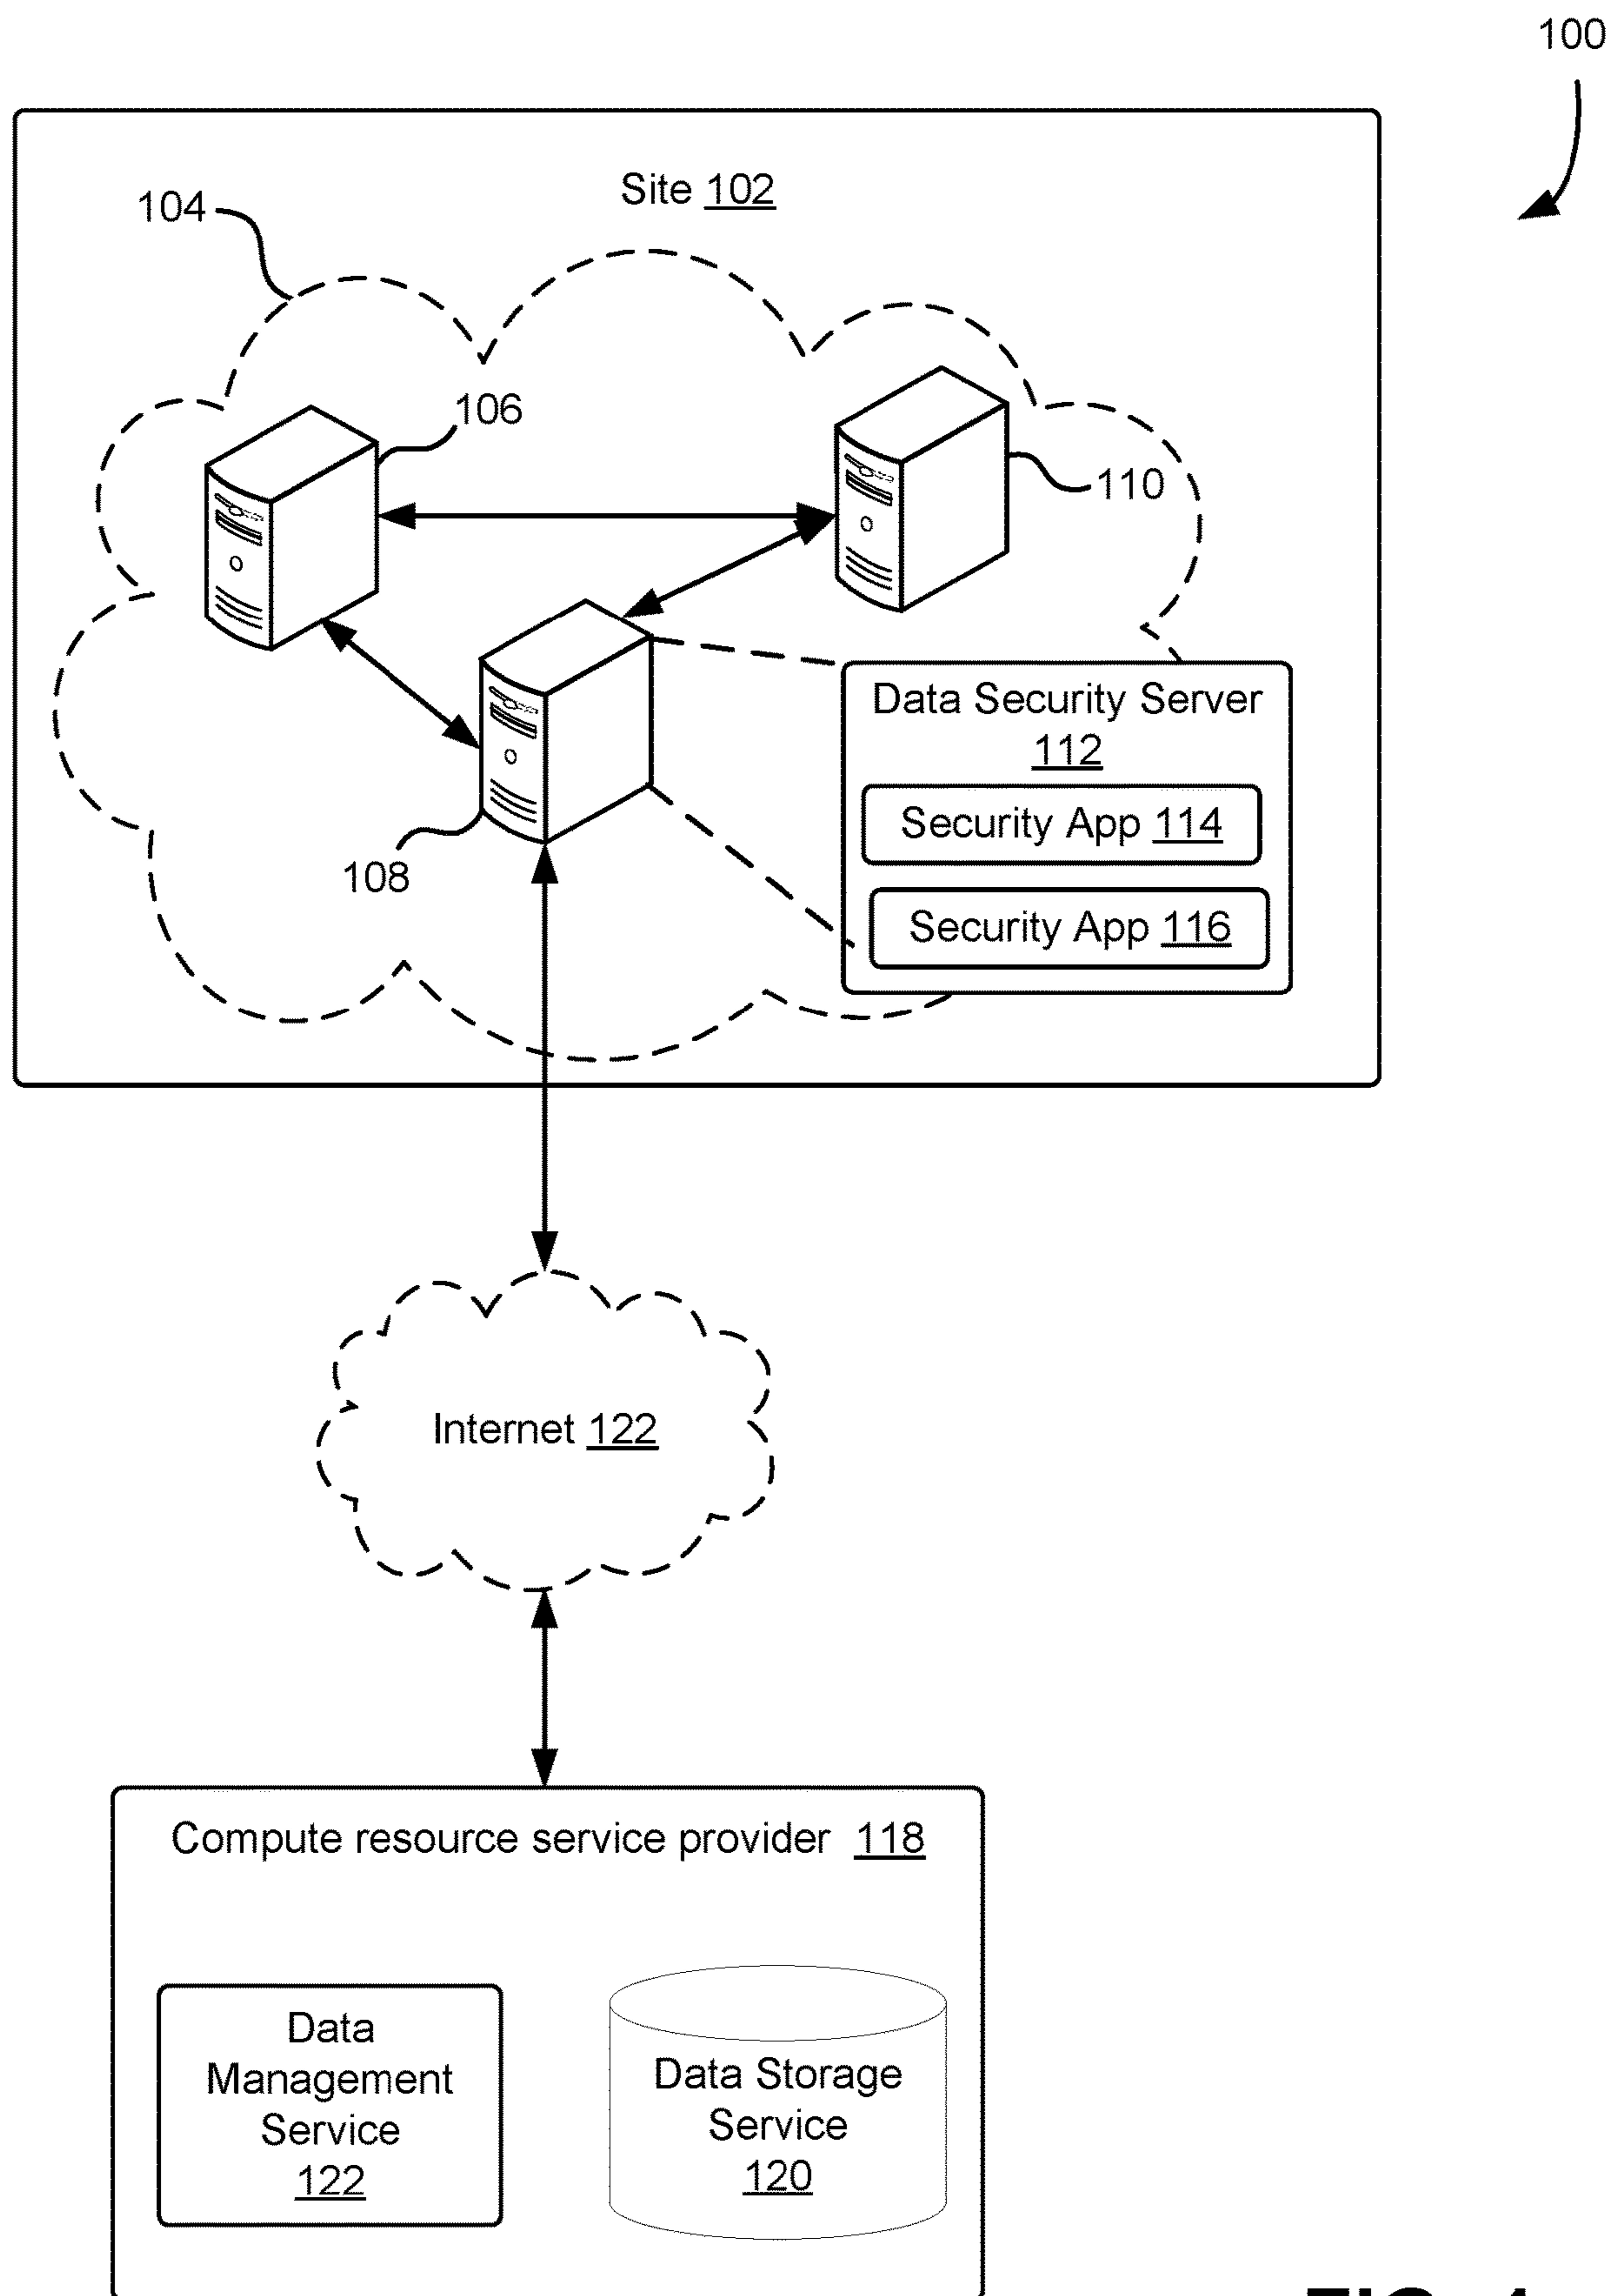 100
Site 102
104
106
110
Data Security Server
112
Security App 114
Security App 116
108
Internet 122
Compute resource service provider 118
Data
Management
Service
122
Data Storage
Service
120